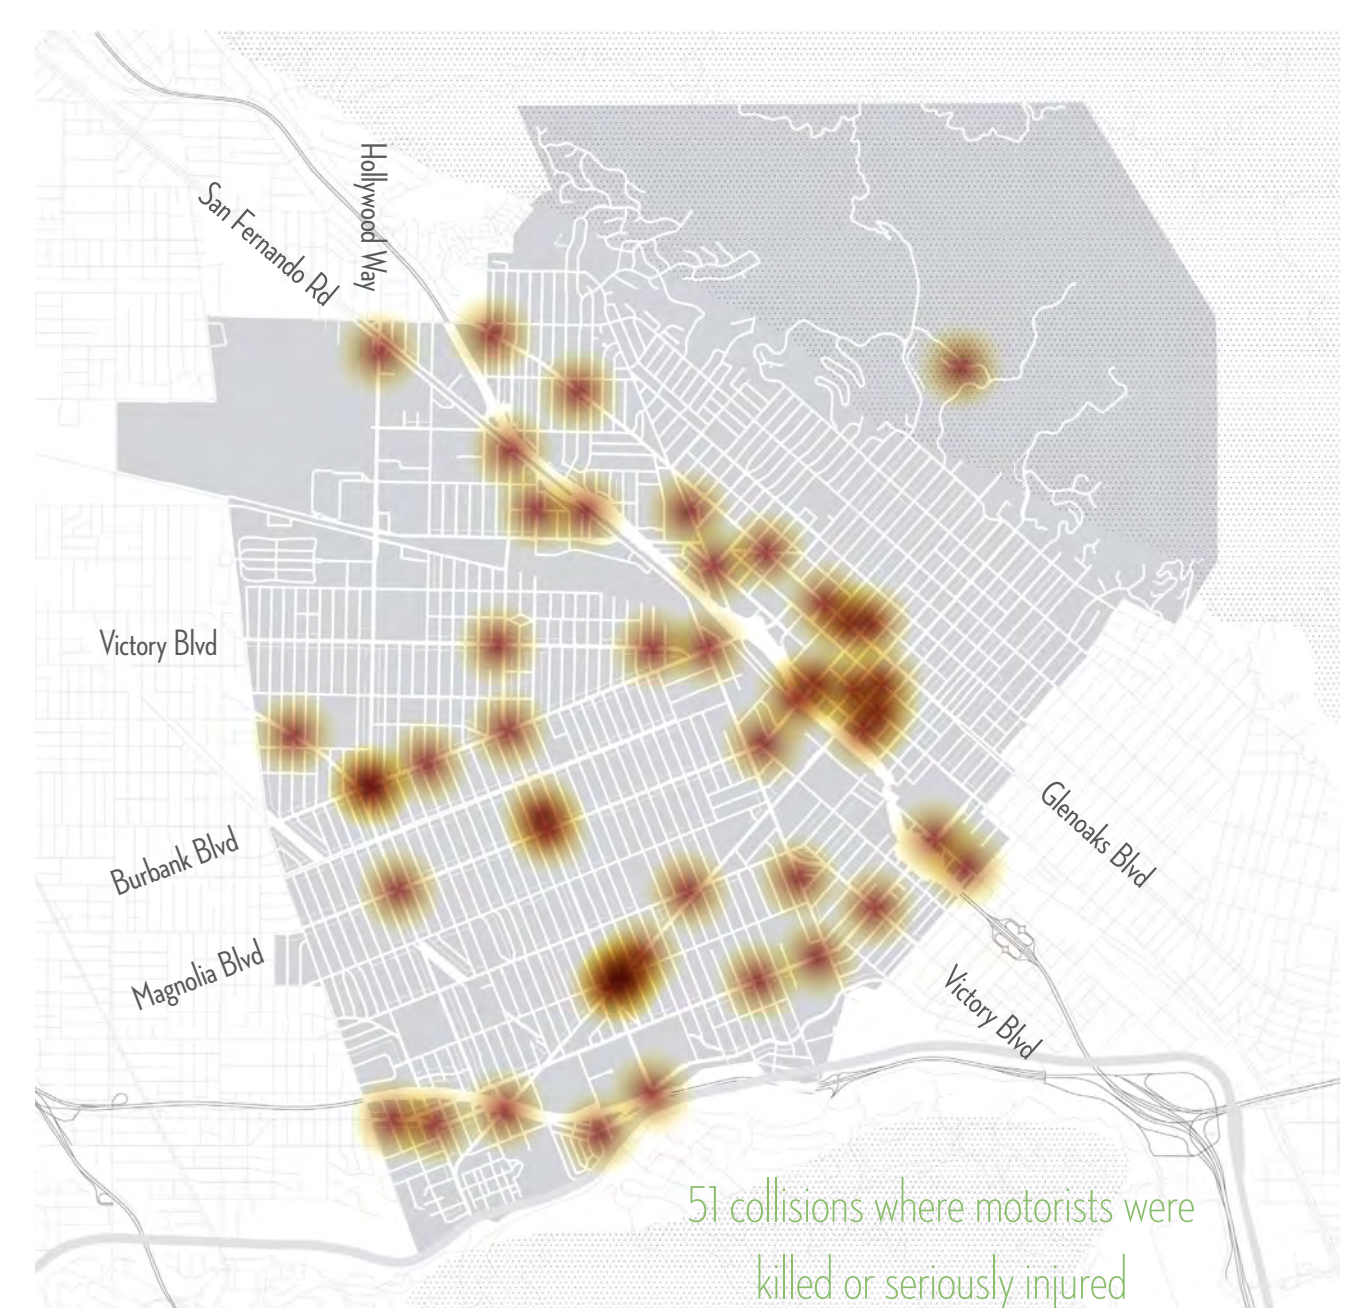 Hollywood Way
San Fernando Rd
Victory Blvd
Burbank Blvd
Glenoaks Blvd
Magnolia Blvd
Victory Blvd
51 collisions where motorists were
killed or seriously injured